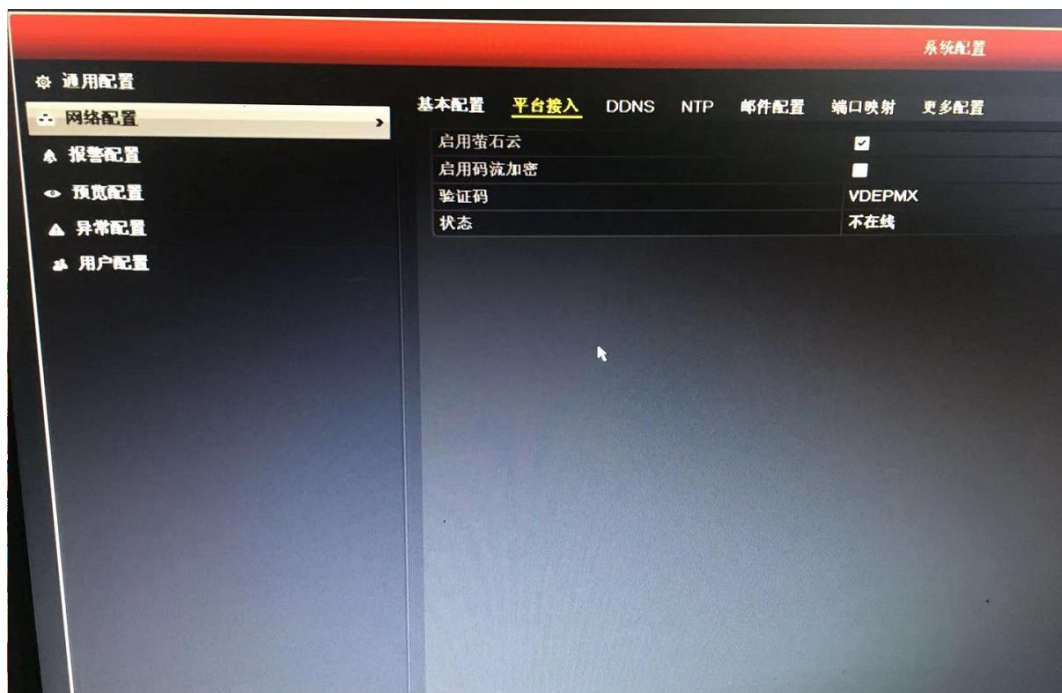 系统配置
通用配置
网络配置
报警配置
预览配置
异常配置
用户配置
基本配置 平台接入 DDNS NTP 邮件配置 端口映射 更多配置
启用萤石云
启用码流加密
验证码 VDEPMX
状态 不在线